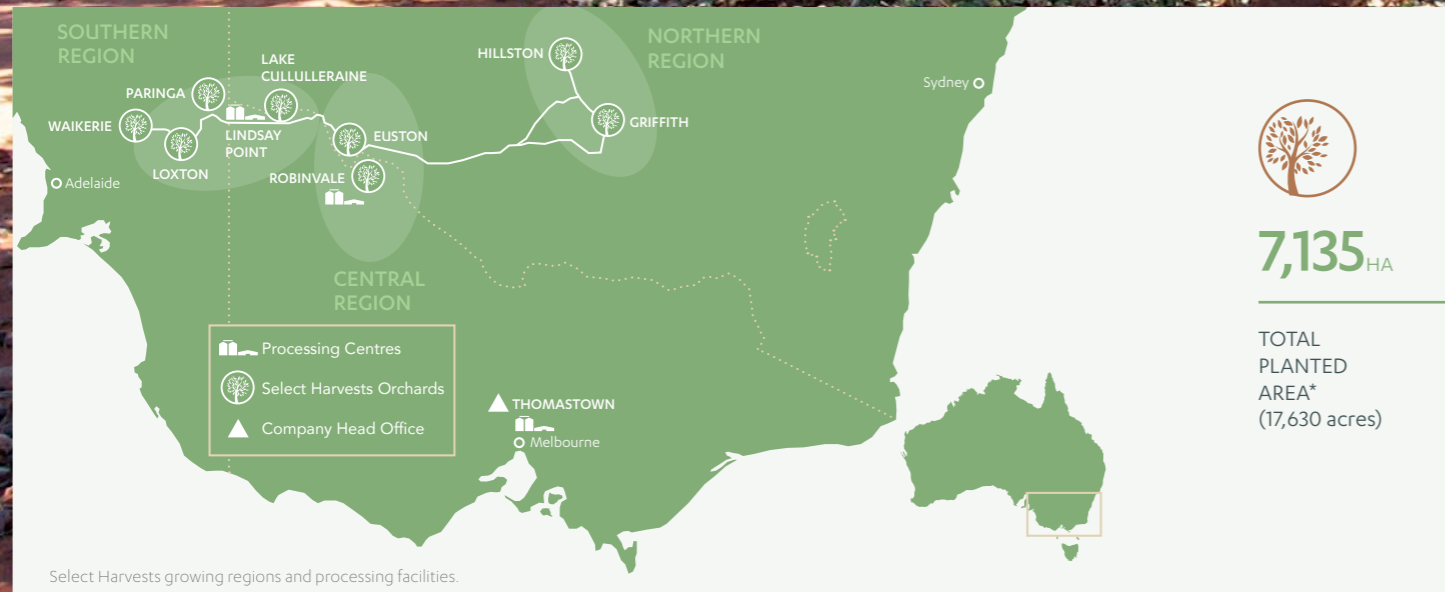 SOUTHERN
REGION
NORTHERN
REGION
LAKE
CULLULLERAINE
HILLSTON
PARINGA
Sydney
WAIKERIE
LINDSAY
POINT
EUSTON
GRIFFITH
LOXTON
ROBINVALE
Adelaide
CENTRAL
REGION
Processing Centres
Select Harvests Orchards
Company Head Office
THOMASTOWN
Melbourne
Select Harvests growing regions and processing facilities.
7,135 HA
TOTAL
PLANTED
AREA*
(17,630 acres)